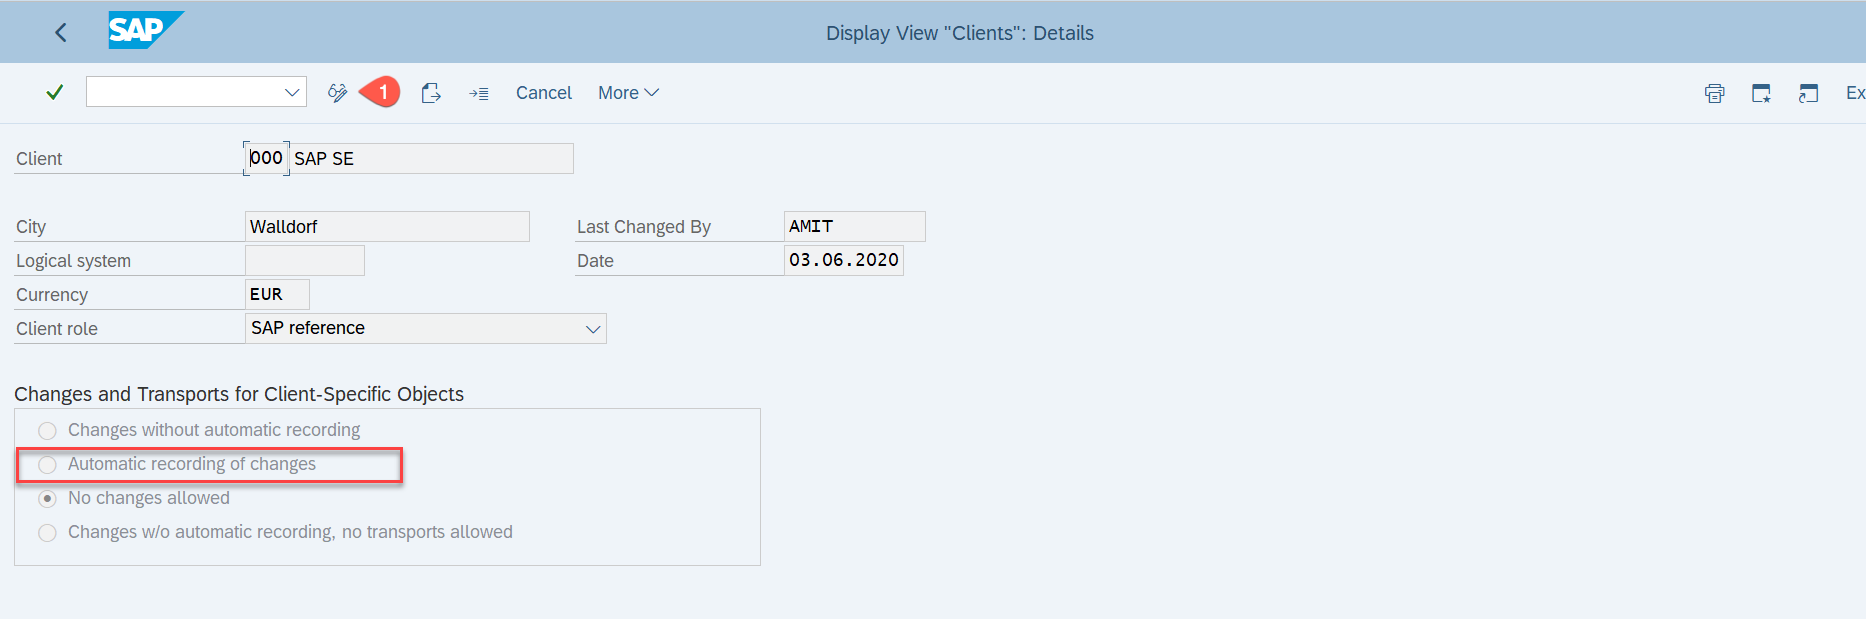 SAP
Display View "Clients": Details
1
Cancel
More
Ex
Client
000
SAP SE
City
Walldorf
Last Changed By
AMIT
Logical system
Date
03.06.2020
Currency
EUR
Client role
SAP reference
Changes and Transports for Client-Specific Objects
Changes without automatic recording
Automatic recording of changes
No changes allowed
Changes w/o automatic recording, no transports allowed